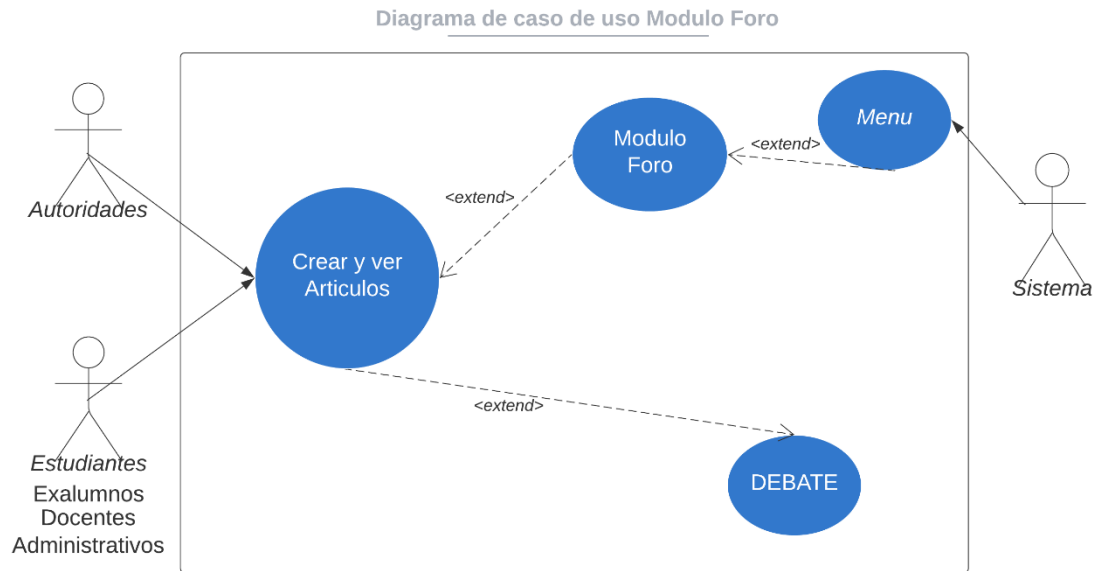 Diagrama de caso de uso Modulo Foro
Autoridades
Crear y ver
Articulos
<extend>
Modulo
Foro
<extend>
Menu
Sistema
<extend>
DEBATE
Estudiantes
Exalumnos
Docentes
Administrativos